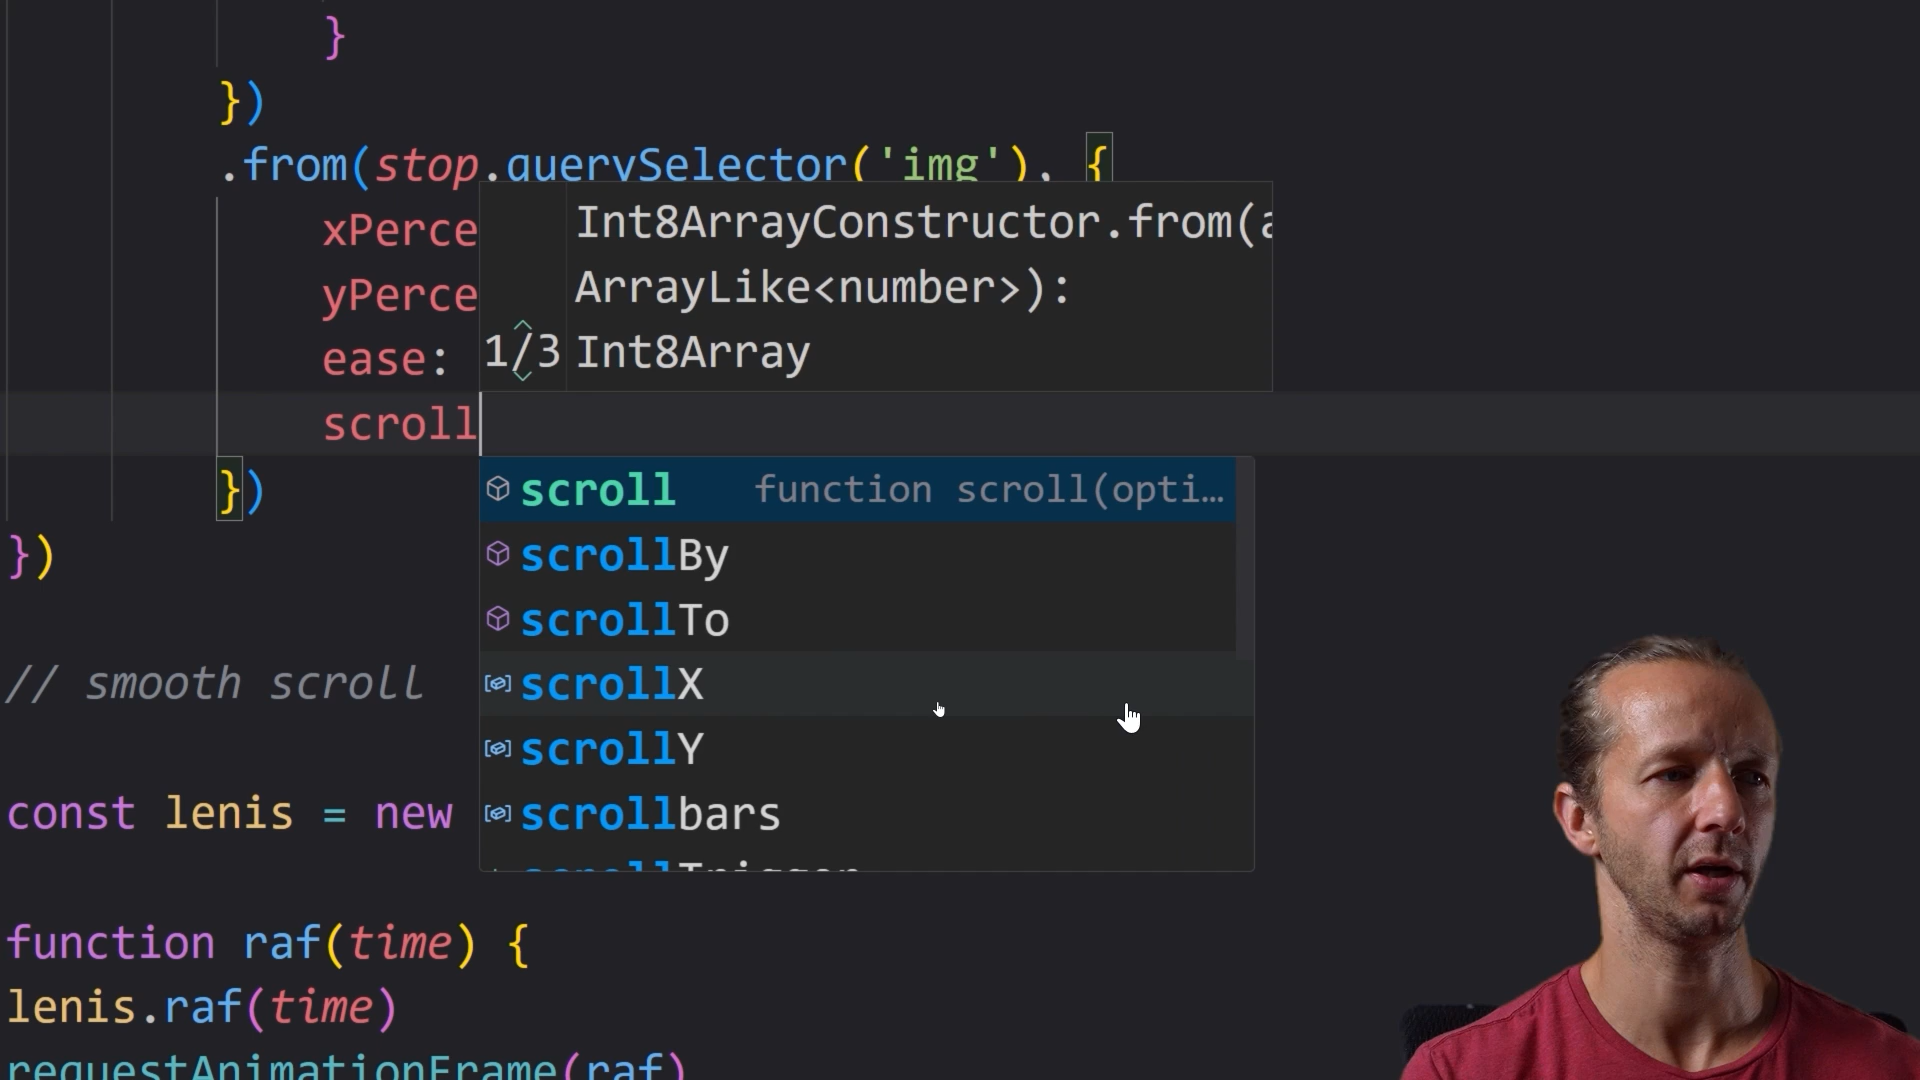 }
})
.from(stop.querySelector('img'), {
xPerce
yPerce
ease:
scroll
Int8ArrayConstructor.from(a
ArrayLike<number>):
1/3 Int8Array
scroll function scroll(opti…
scrollBy
scrollTo
scrollX
scrollY
scrollbars
scrollTrigger
})
})
// smooth scroll
const lenis = new
function raf(time) {
lenis.raf(time)
requestAnimationFrame(raf)